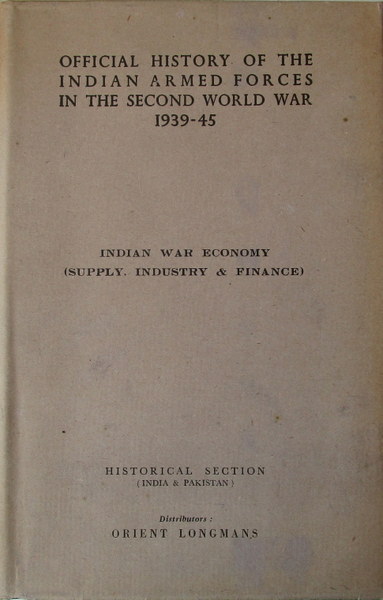 OFFICIAL HISTORY OF THE
INDIAN ARMED FORCES
IN THE SECOND WORLD WAR
1939-45
INDIAN WAR ECONOMY
(SUPPLY, INDUSTRY & FINANCE)
HISTORICAL SECTION
(INDIA & PAKISTAN)
Distributors :
ORIENT LONGMANS